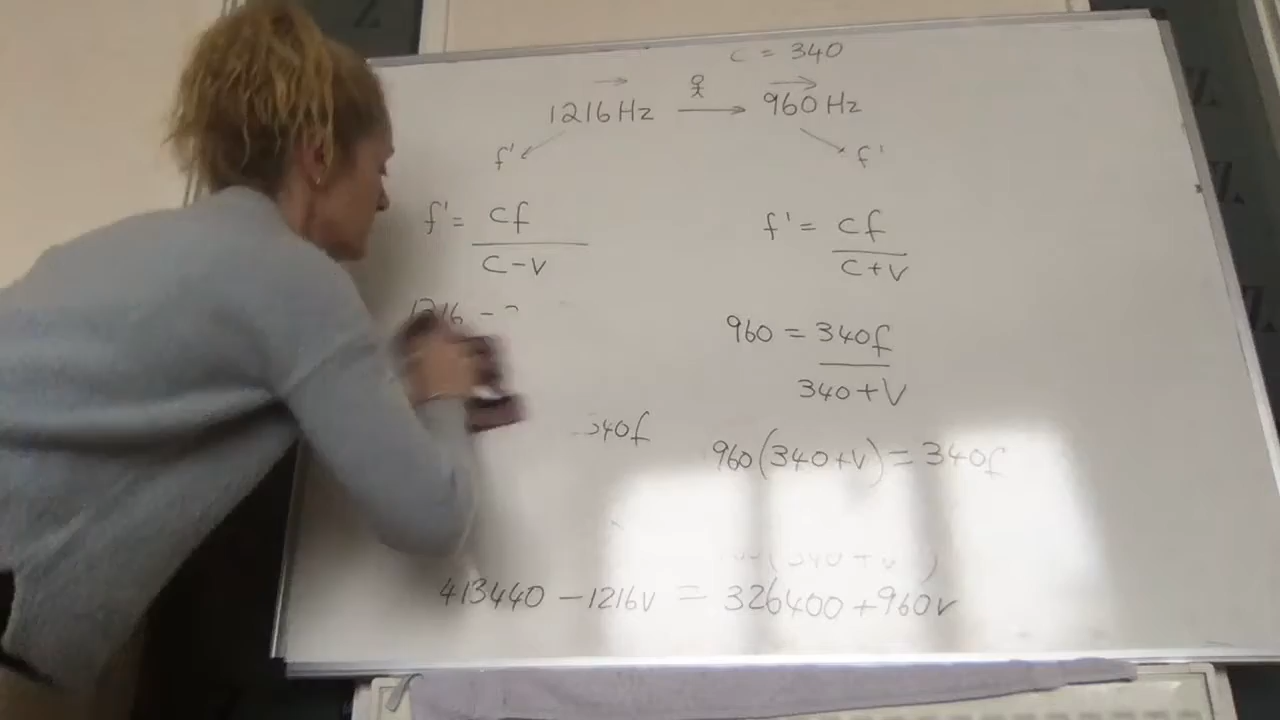 c = 340
1216 Hz → 960 Hz
f' f'
f' = cf / c-v
f' = cf / c+v
1216 -
960 = 340f / 340+v
340f
960(340+v) = 340f
(340 + v)
413440 - 1216v = 326400 + 960v